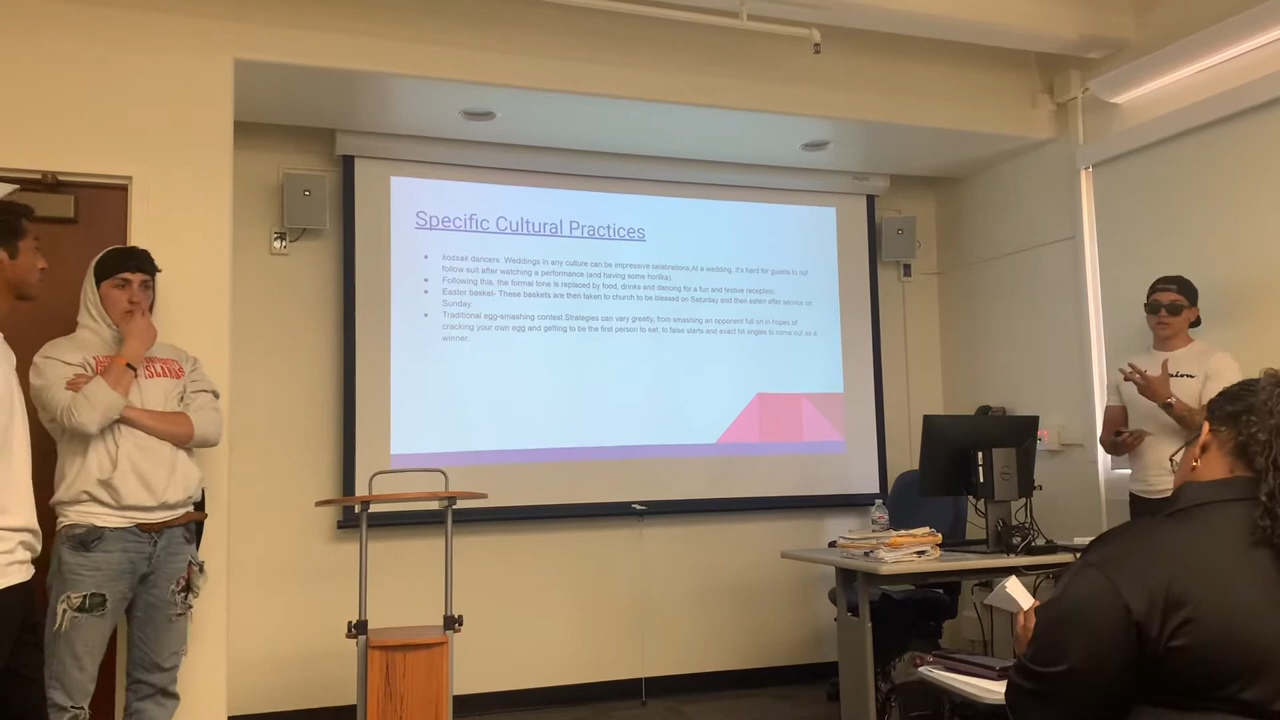 Specific Cultural Practices
kossak dancers Weddings in any culture can be impressive celebrations,At a wedding, it's hard for guests to not
follow suit after watching a performance (and having some horilka).
Following this, the formal tone is replaced by food, drinks and dancing for a fun and festive reception.
Easter basket- These baskets are then taken to church to be blessed on Saturday and then eaten after service on
Sunday
Traditional egg-smashing contest.Strategies can vary greatly, from smashing an opponent full on in hopes of
cracking your own egg and getting to be the first person to eat, to false starts and exact hit angles to come out as a
winner.
ISLANDS